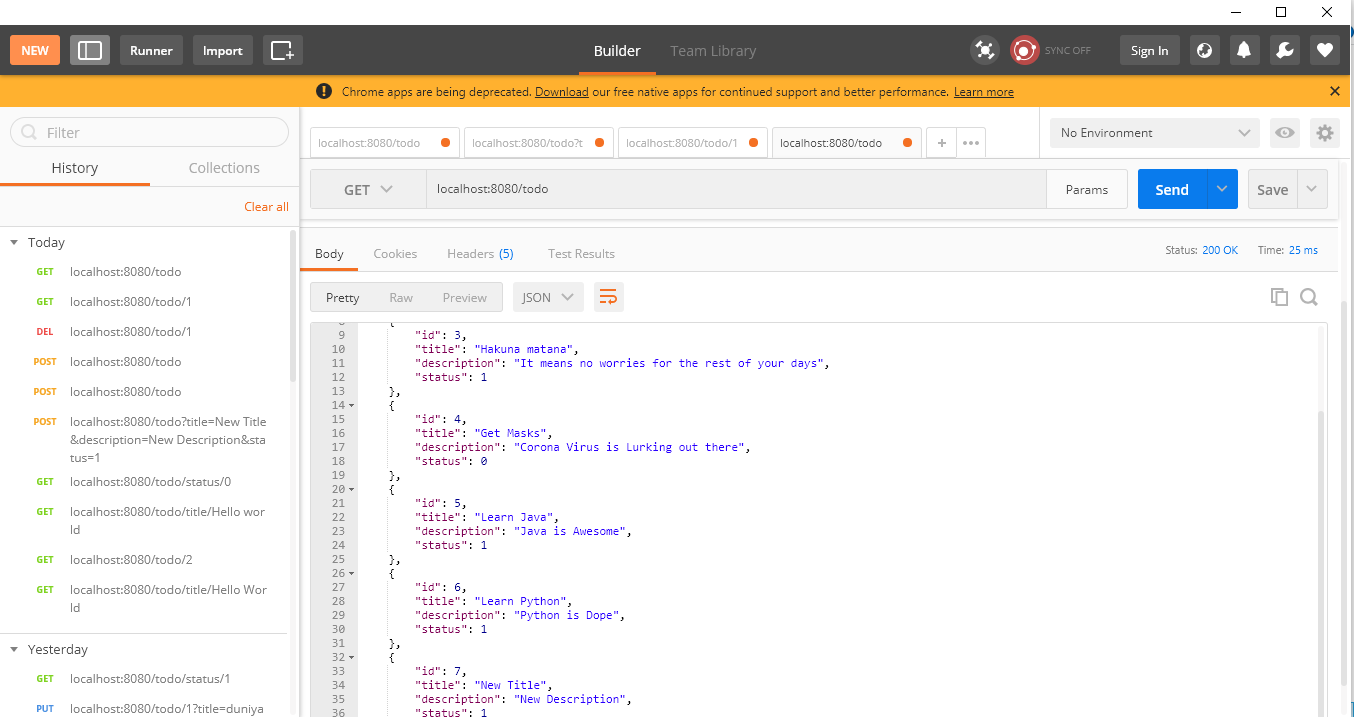 NEW Runner Import Builder Team Library SYNC OFF Sign In
Chrome apps are being deprecated. Download our free native apps for continued support and better performance. Learn more
Filter
History Collections
Clear all
Today
GET localhost:8080/todo
GET localhost:8080/todo/1
DEL localhost:8080/todo/1
POST localhost:8080/todo
POST localhost:8080/todo
POST localhost:8080/todo?title=New Title
&description=New Description&sta
tus=1
GET localhost:8080/todo/status/0
GET localhost:8080/todo/title/Hello wor
ld
GET localhost:8080/todo/2
GET localhost:8080/todo/title/Hello Wor
ld
Yesterday
GET localhost:8080/todo/status/1
PUT localhost:8080/todo/1?title=duniya
localhost:8080/todo localhost:8080/todo?t localhost:8080/todo/1 localhost:8080/todo + ••• No Environment
GET localhost:8080/todo Params Send Save
Body Cookies Headers (5) Test Results Status: 200 OK Time: 25 ms
Pretty Raw Preview JSON
8 {
9 "id": 3,
10 "title": "Hakuna matana",
11 "description": "It means no worries for the rest of your days",
12 "status": 1
13 },
14 {
15 "id": 4,
16 "title": "Get Masks",
17 "description": "Corona Virus is Lurking out there",
18 "status": 0
19 },
20 {
21 "id": 5,
22 "title": "Learn Java",
23 "description": "Java is Awesome",
24 "status": 1
25 },
26 {
27 "id": 6,
28 "title": "Learn Python",
29 "description": "Python is Dope",
30 "status": 1
31 },
32 {
33 "id": 7,
34 "title": "New Title",
35 "description": "New Description",
36 "status": 1